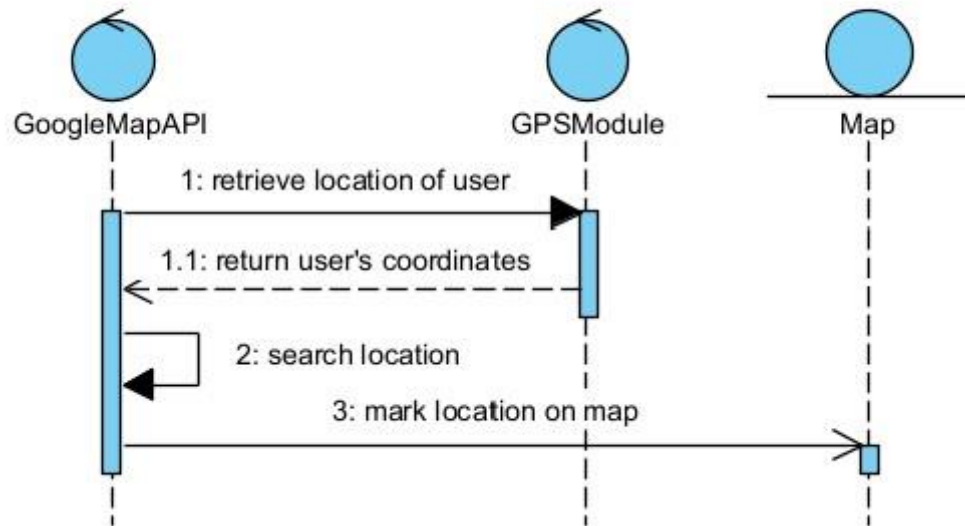 GoogleMapAPI
GPSModule
Map
1: retrieve location of user
1.1: return user's coordinates
2: search location
3: mark location on map